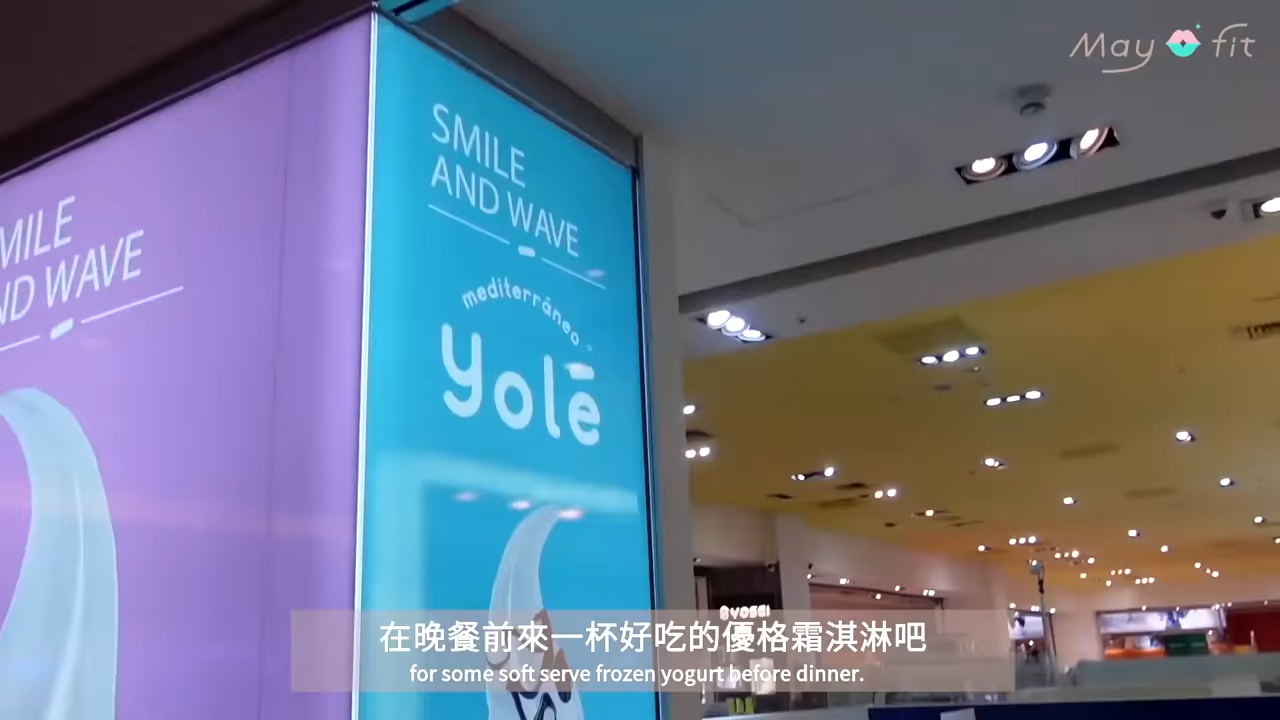 May fit
SMILE
AND WAVE
mediterráneo
yolē
MILE
ND WAVE
在晚餐前來一杯好吃的優格霜淇淋吧
for some soft serve frozen yogurt before dinner.